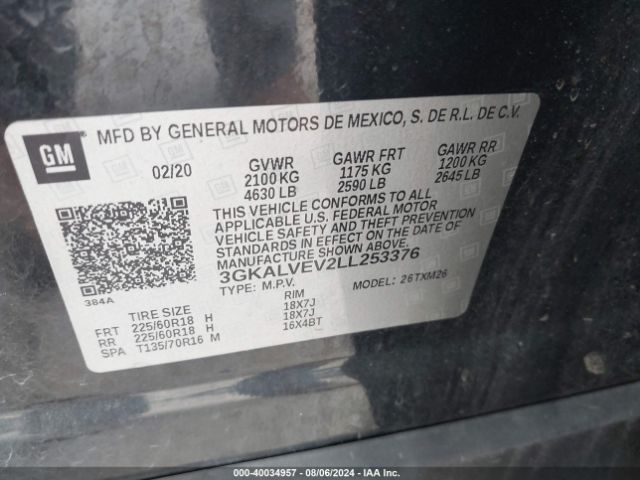 GM
MFD BY GENERAL MOTORS DE MEXICO, S. DE R.L. DE C.V.
02/20 GVWR GAWR FRT GAWR RR
2100 KG 1175 KG 1200 KG
4630 LB 2590 LB 2645 LB
THIS VEHICLE CONFORMS TO ALL
APPLICABLE U.S. FEDERAL MOTOR
VEHICLE SAFETY AND THEFT PREVENTION
STANDARDS IN EFFECT ON THE DATE OF
MANUFACTURE SHOWN ABOVE.
3GKALVEV2LL253376
384A
TYPE: M.P.V. MODEL: 26TXM26
TIRE SIZE RIM
FRT 225/60R18 H 18X7J
RR 225/60R18 H 18X7J
SPA T135/70R16 M 16X4BT
000-40034957 - 08/06/2024 - IAA Inc.